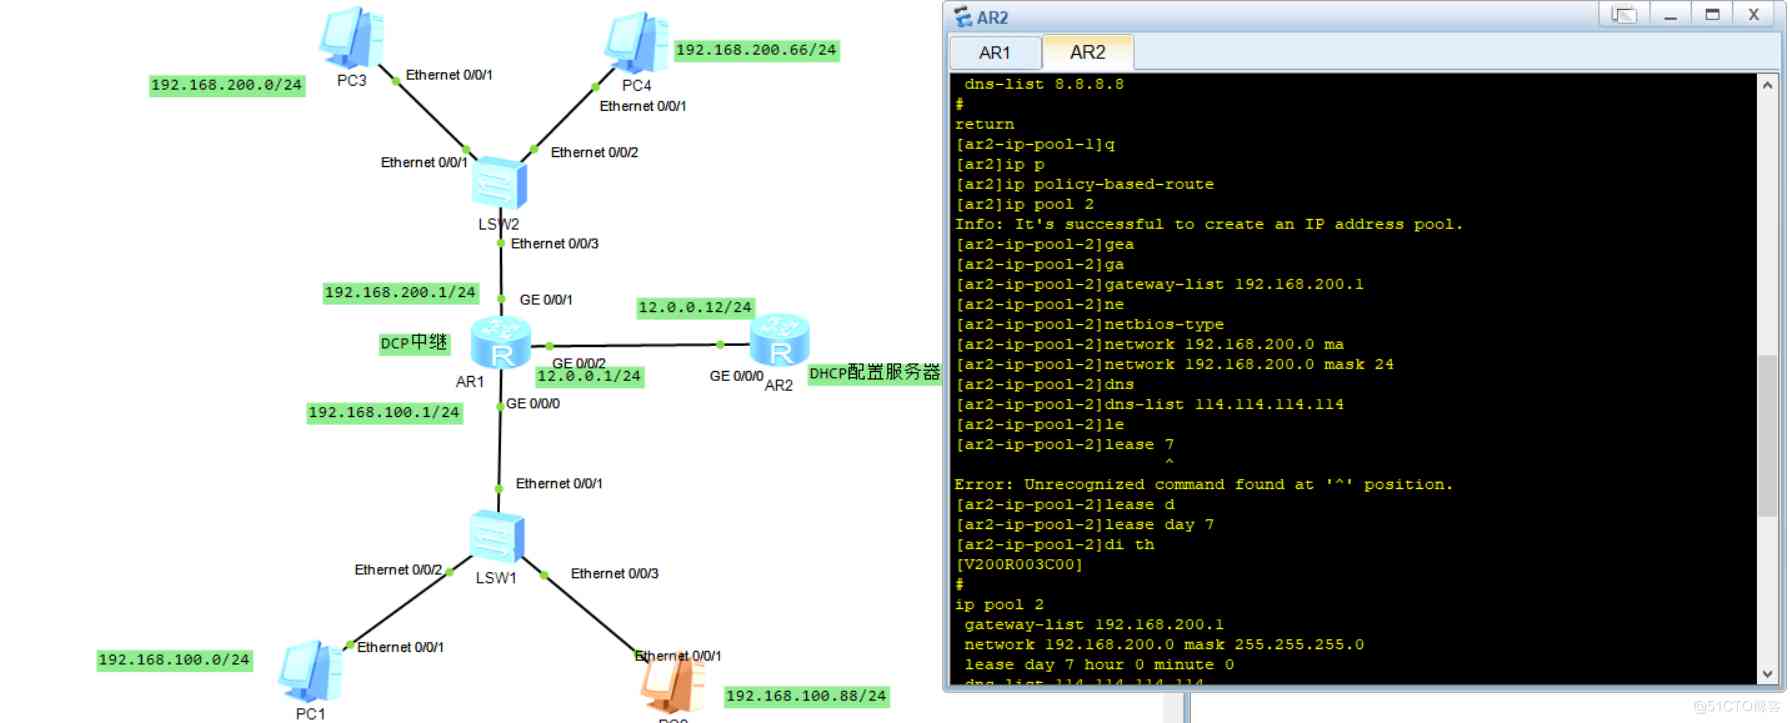 PC3
192.168.200.0/24
Ethernet 0/0/1
192.168.200.66/24
PC4
Ethernet 0/0/1
Ethernet 0/0/1
Ethernet 0/0/2
LSW2
Ethernet 0/0/3
192.168.200.1/24
GE 0/0/1
12.0.0.12/24
DCP中继
R
GE 0/0/2
AR1
12.0.0.1/24
R
GE 0/0/0
AR2
DHCP配置服务器
192.168.100.1/24
GE 0/0/0
Ethernet 0/0/1
Ethernet 0/0/2
LSW1
Ethernet 0/0/3
Ethernet 0/0/1
192.168.100.0/24
PC1
Ethernet 0/0/1
192.168.100.88/24
AR2
AR1
AR2
dns-list 8.8.8.8
#
return
[ar2-ip-pool-1]q
[ar2]ip p
[ar2]ip policy-based-route
[ar2]ip pool 2
Info: It's successful to create an IP address pool.
[ar2-ip-pool-2]gea
[ar2-ip-pool-2]ga
[ar2-ip-pool-2]gateway-list 192.168.200.1
[ar2-ip-pool-2]ne
[ar2-ip-pool-2]netbios-type
[ar2-ip-pool-2]network 192.168.200.0 ma
[ar2-ip-pool-2]network 192.168.200.0 mask 24
[ar2-ip-pool-2]dns
[ar2-ip-pool-2]dns-list 114.114.114.114
[ar2-ip-pool-2]le
[ar2-ip-pool-2]lease 7
^
Error: Unrecognized command found at '^' position.
[ar2-ip-pool-2]lease d
[ar2-ip-pool-2]lease day 7
[ar2-ip-pool-2]di th
[V200R003C00]
#
ip pool 2
gateway-list 192.168.200.1
network 192.168.200.0 mask 255.255.255.0
lease day 7 hour 0 minute 0
dns-list 114.114.114.114
@51CTO博客